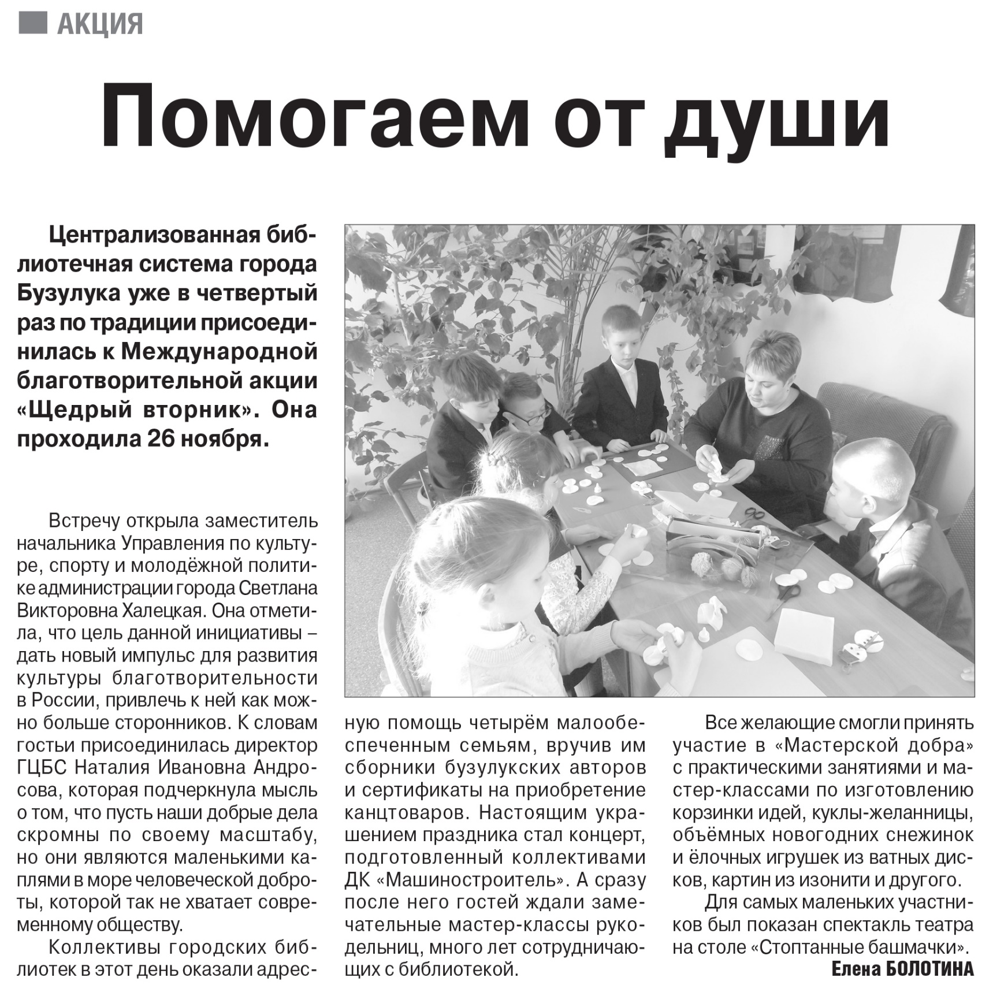 АКЦИЯ
Помогаем от души
Централизованная биб-
лиотечная система города
Бузулука уже в четвертый
раз по традиции присоеди-
нилась к Международной
благотворительной акции
«Щедрый вторник». Она
проходила 26 ноября.
Встречу открыла заместитель
начальника Управления по культу-
ре, спорту и молодёжной полити-
ке администрации города Светлана
Викторовна Халецкая. Она отмети-
ла, что цель данной инициативы –
дать новый импульс для развития
культуры благотворительности
в России, привлечь к ней как мож-
но больше сторонников. К словам
гостьи присоединилась директор
ГЦБС Наталия Ивановна Андро-
сова, которая подчеркнула мысль
о том, что пусть наши добрые дела
скромны по своему масштабу,
но они являются маленькими ка-
плями в море человеческой добро-
ты, которой так не хватает совре-
менному обществу.
Коллективы городских биб-
лиотек в этот день оказали адрес-
ную помощь четырём малообе-
спеченным семьям, вручив им
сборники бузулукских авторов
и сертификаты на приобретение
канцтоваров. Настоящим укра-
шением праздника стал концерт,
подготовленный коллективами
ДК «Машиностроитель». А сразу
после него гостей ждали заме-
чательные мастер-классы руко-
дельниц, много лет сотрудничаю-
щих с библиотекой.
Все желающие смогли принять
участие в «Мастерской добра»
с практическими занятиями и ма-
стер-классами по изготовлению
корзинки идей, куклы-желанницы,
объёмных новогодних снежинок
и ёлочных игрушек из ватных дис-
ков, картин из изонити и другого.
Для самых маленьких участни-
ков был показан спектакль театра
на столе «Стоптанные башмачки».
Елена БОЛОТИНА